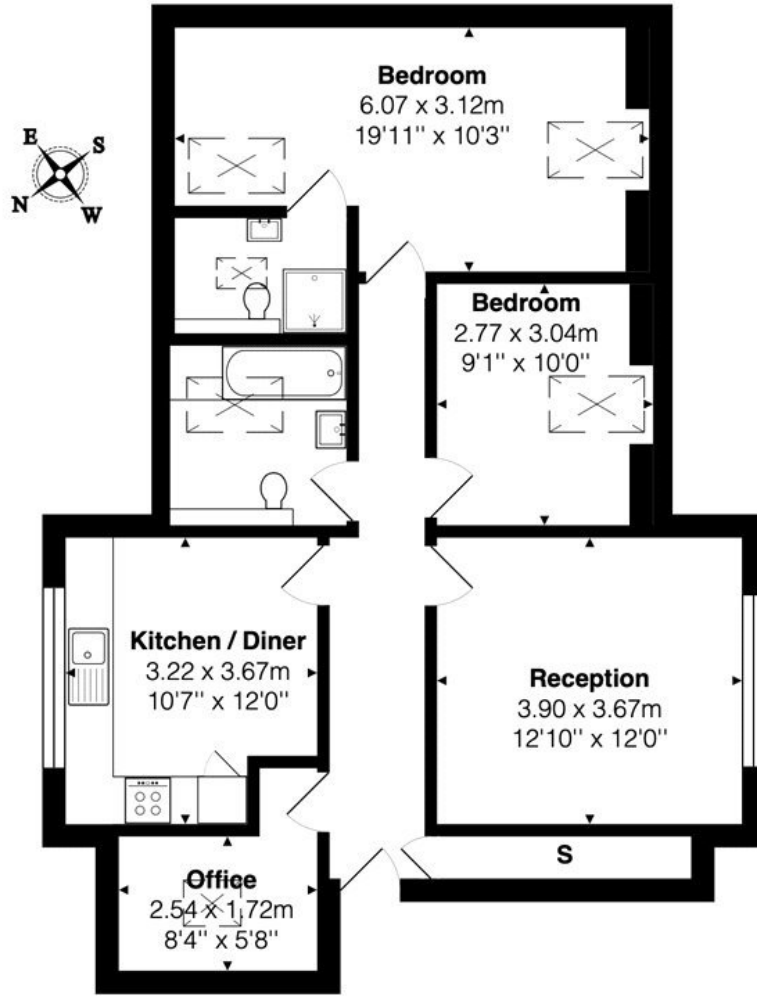 Bedroom
6.07 x 3.12m
19'11'' x 10'3''
E
S
N
W
Bedroom
2.77 x 3.04m
9'1'' x 10'0''
Kitchen / Diner
3.22 x 3.67m
10'7'' x 12'0''
Reception
3.90 x 3.67m
12'10'' x 12'0''
S
Office
2.54 x 1.72m
8'4'' x 5'8''